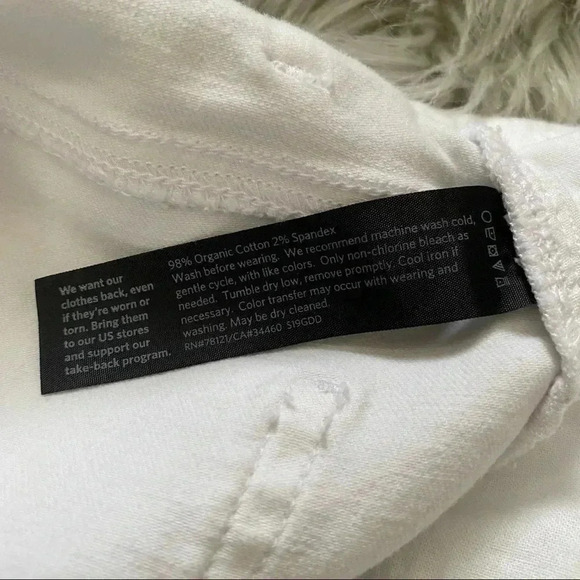 We want our
clothes back, even
if they're worn or
torn. Bring them
to our US stores
and support our
take-back program.
98% Organic Cotton 2% Spandex
Wash before wearing. We recommend machine wash cold,
gentle cycle, with like colors. Only non-chlorine bleach as
needed. Tumble dry low, remove promptly. Cool iron if
necessary. Color transfer may occur with wearing and
washing. May be dry cleaned.
RN#78121/CA#34460 S19GDD